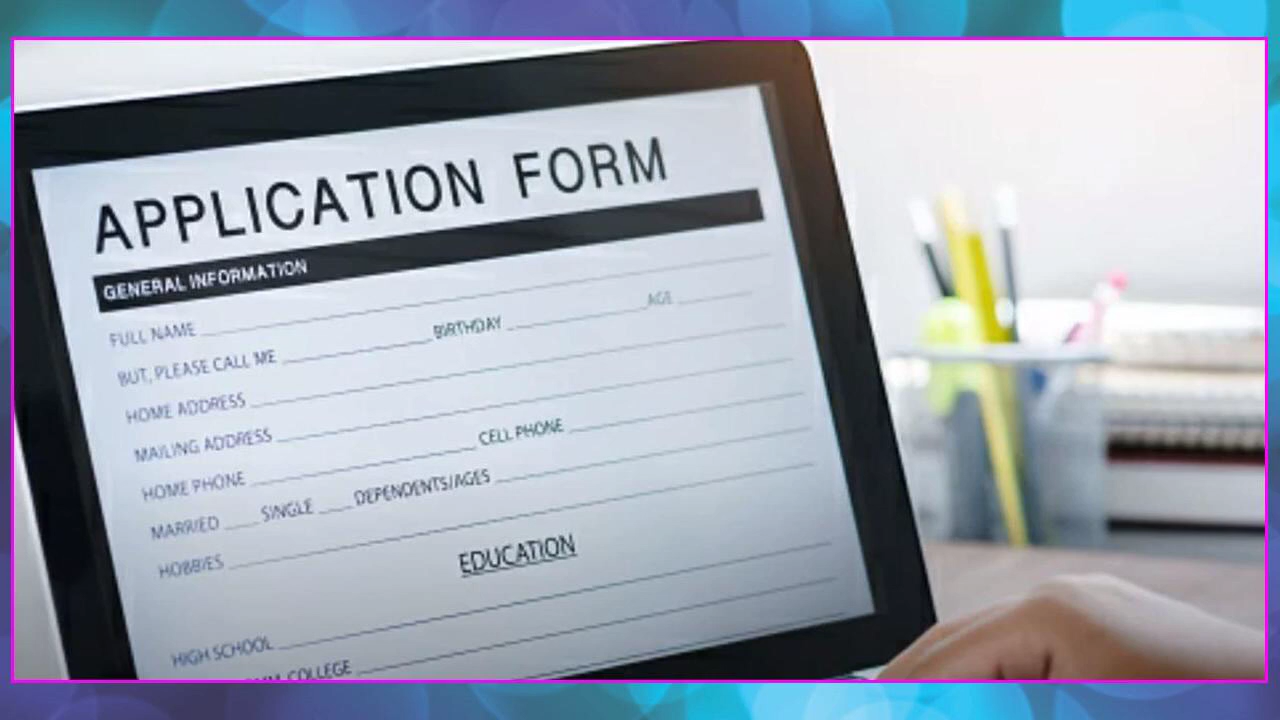 APPLICATION FORM
GENERAL INFORMATION
FULL NAME
BUT, PLEASE CALL ME BIRTHDAY AGE
HOME ADDRESS
MAILING ADDRESS
HOME PHONE CELL PHONE
MARRIED SINGLE DEPENDENTS/AGES
HOBBIES
EDUCATION
HIGH SCHOOL
COLLEGE